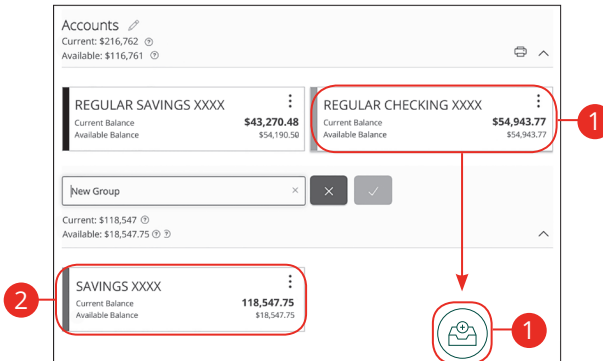 Accounts
Current: $216,762 ?
Available: $116,761 ?
REGULAR SAVINGS XXXX
Current Balance $43,270.48
Available Balance $54,190.50
REGULAR CHECKING XXXX
Current Balance $54,943.77
Available Balance $54,943.77
1
New Group ×
Current: $118,547 ?
Available: $18,547.75 ? ?
2
SAVINGS XXXX
Current Balance 118,547.75
Available Balance $18,547.75
1